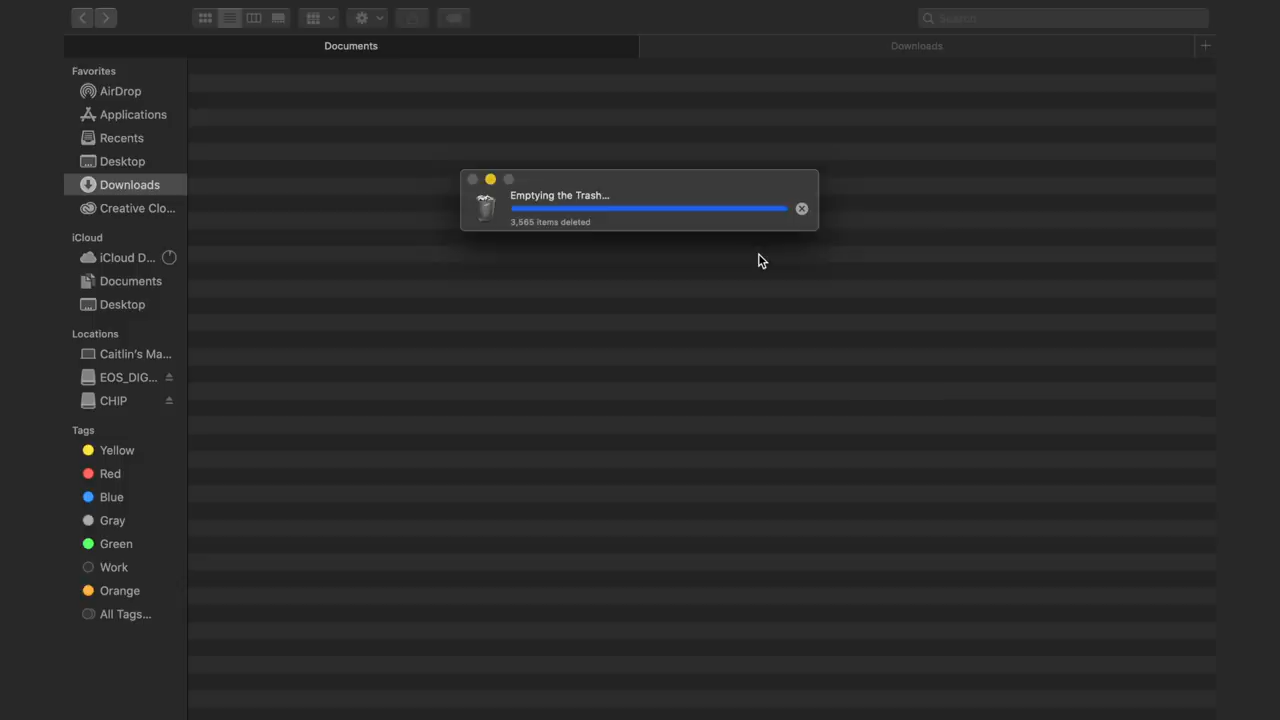 Search
Documents
Downloads
Favorites
AirDrop
Applications
Recents
Desktop
Downloads
Creative Clo...
iCloud
iCloud D...
Documents
Desktop
Locations
Caitlin's Ma...
EOS_DIG...
CHIP
Tags
Yellow
Red
Blue
Gray
Green
Work
Orange
All Tags...
Emptying the Trash...
3,565 items deleted